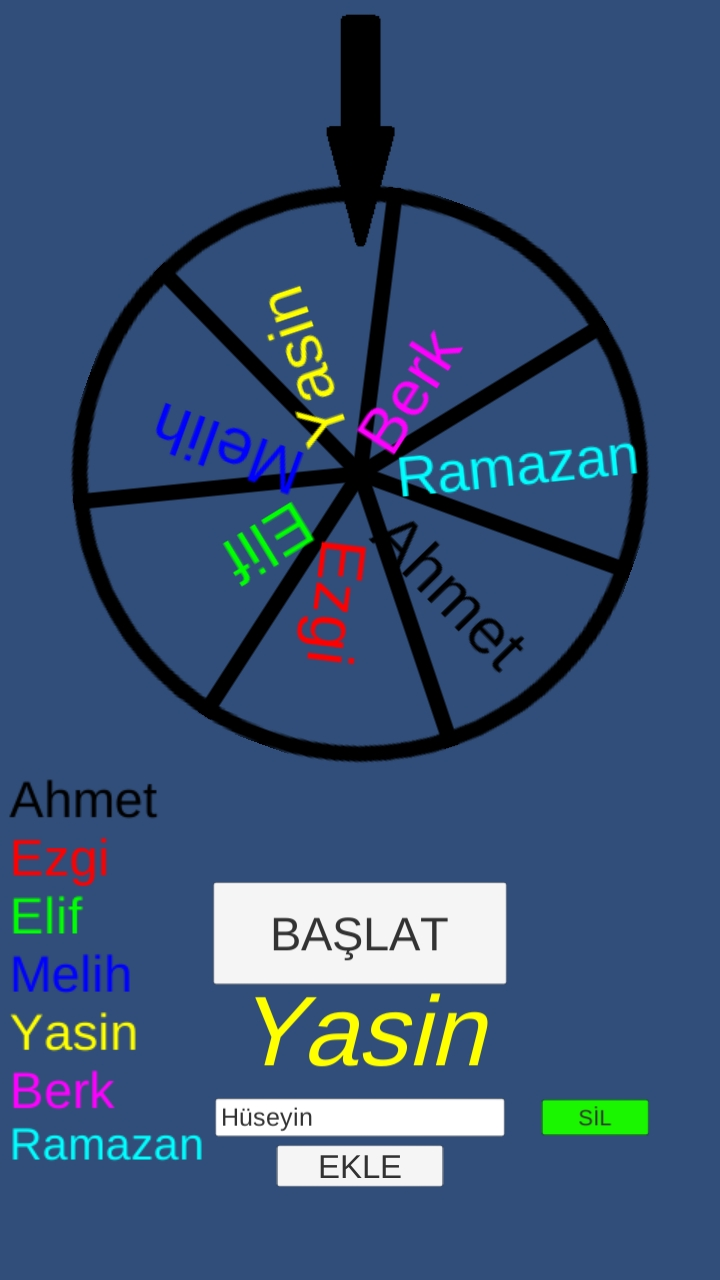 Yasin
Berk
Melih
Ramazan
Elif
Ezgi
Ahmet
Ahmet
Ezgi
Elif
Melih
Yasin
Berk
Ramazan
BAŞLAT
Yasin
Hüseyin
SİL
EKLE